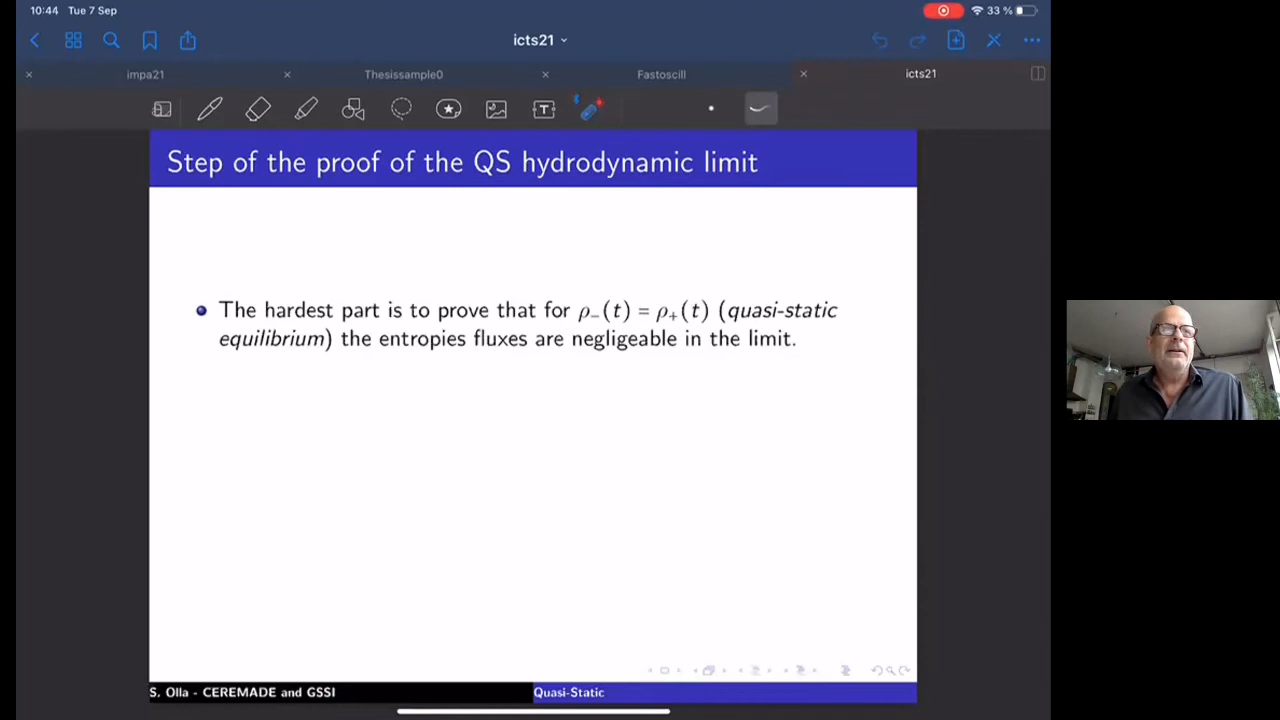 10:44 Tue 7 Sep
33 %
icts21
impa21
Thesissample0
Fastoscill
icts21
T
Step of the proof of the QS hydrodynamic limit
The hardest part is to prove that for ρ₋(t) = ρ₊(t) (quasi-static
equilibrium) the entropies fluxes are negligeable in the limit.
S. Olla - CEREMADE and GSSI
Quasi-Static